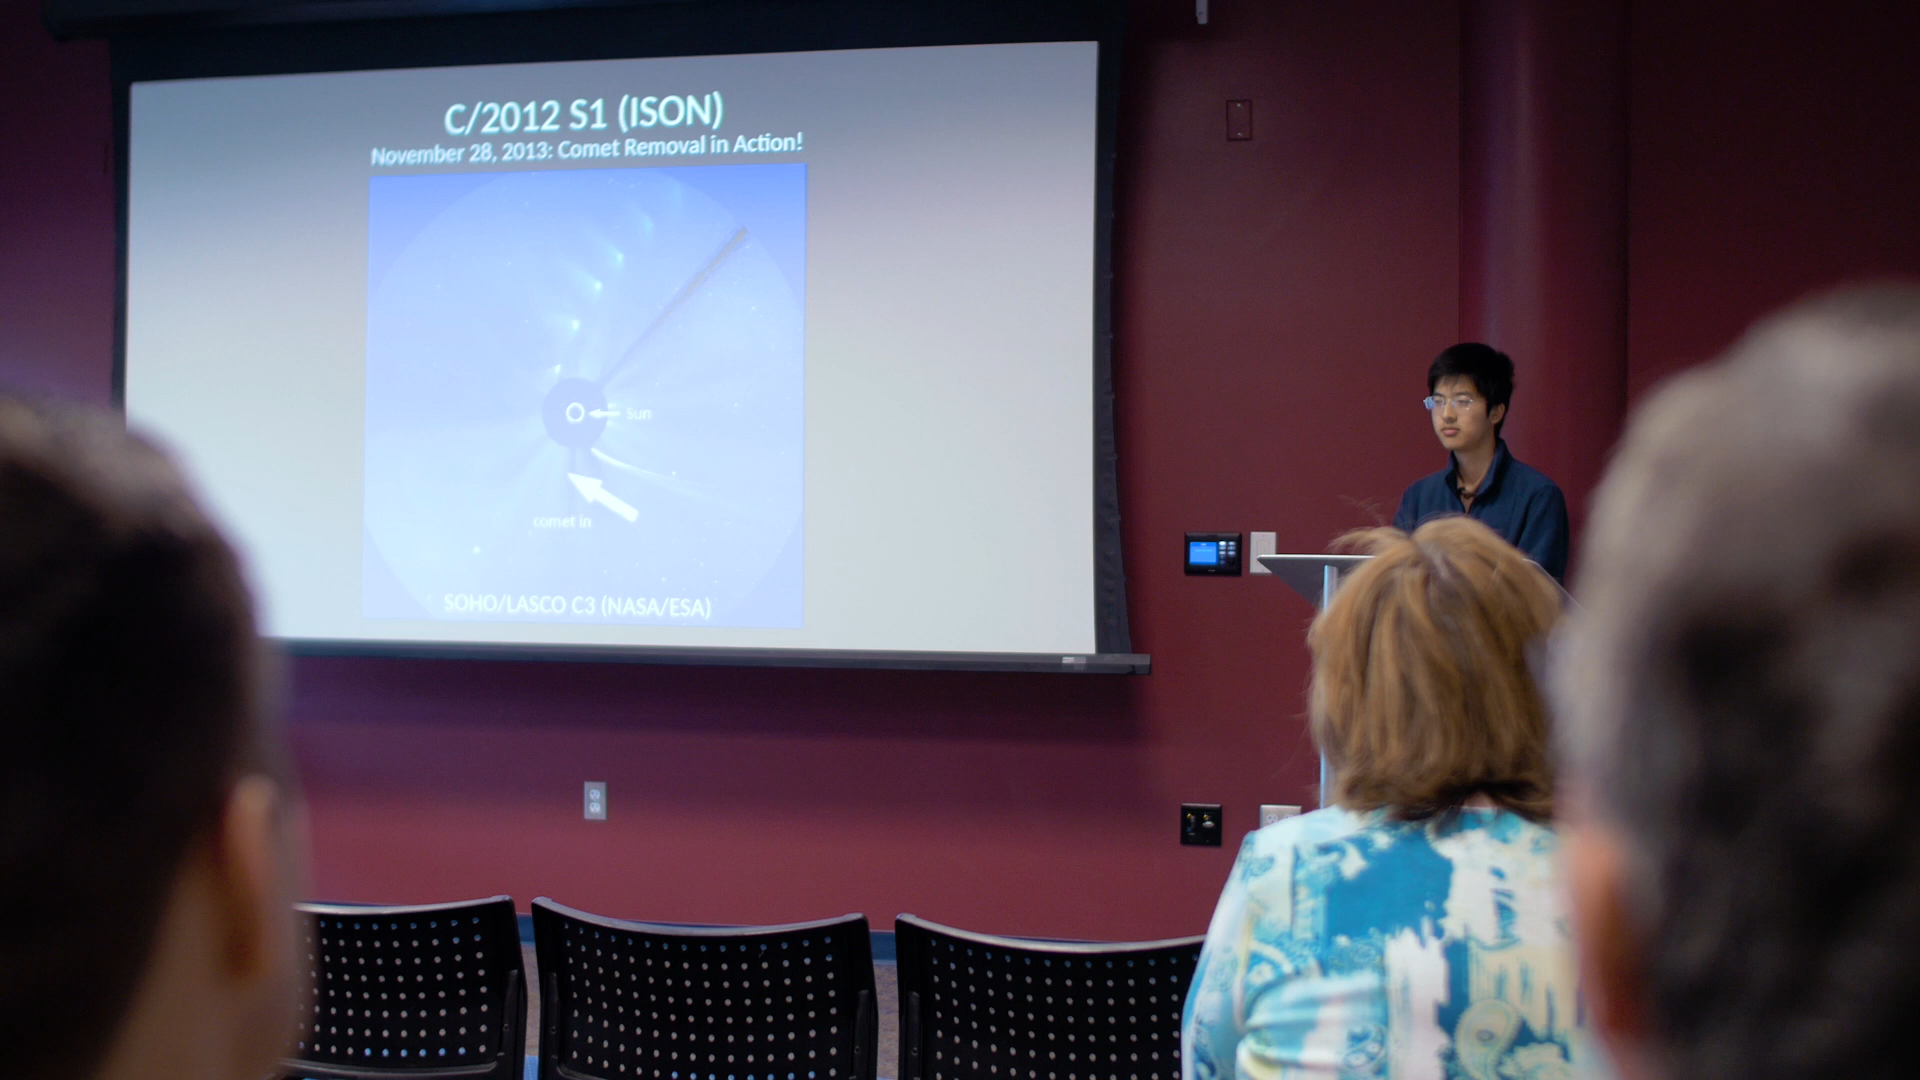 C/2012 S1 (ISON)
November 28, 2013: Comet Removal in Action!
Sun
comet in
SOHO/LASCO C3 (NASA/ESA)